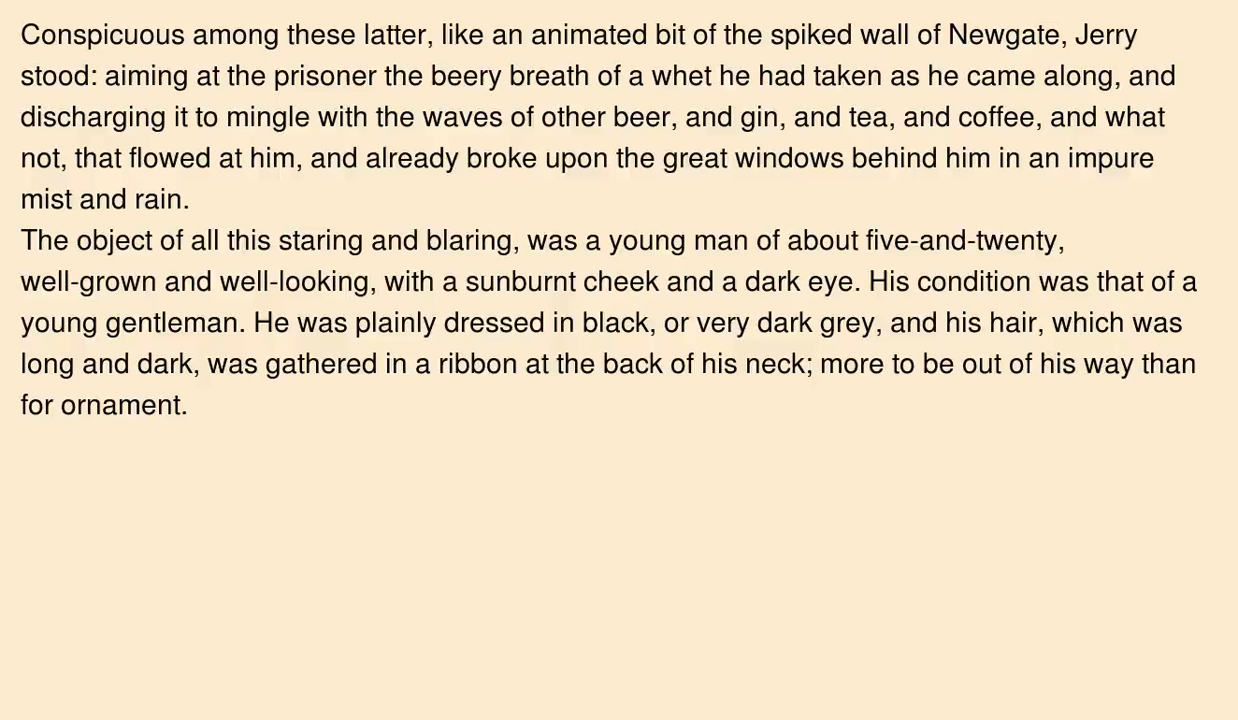 Conspicuous among these latter, like an animated bit of the spiked wall of Newgate, Jerry
stood: aiming at the prisoner the beery breath of a whet he had taken as he came along, and
discharging it to mingle with the waves of other beer, and gin, and tea, and coffee, and what
not, that flowed at him, and already broke upon the great windows behind him in an impure
mist and rain.
The object of all this staring and blaring, was a young man of about five-and-twenty,
well-grown and well-looking, with a sunburnt cheek and a dark eye. His condition was that of a
young gentleman. He was plainly dressed in black, or very dark grey, and his hair, which was
long and dark, was gathered in a ribbon at the back of his neck; more to be out of his way than
for ornament.